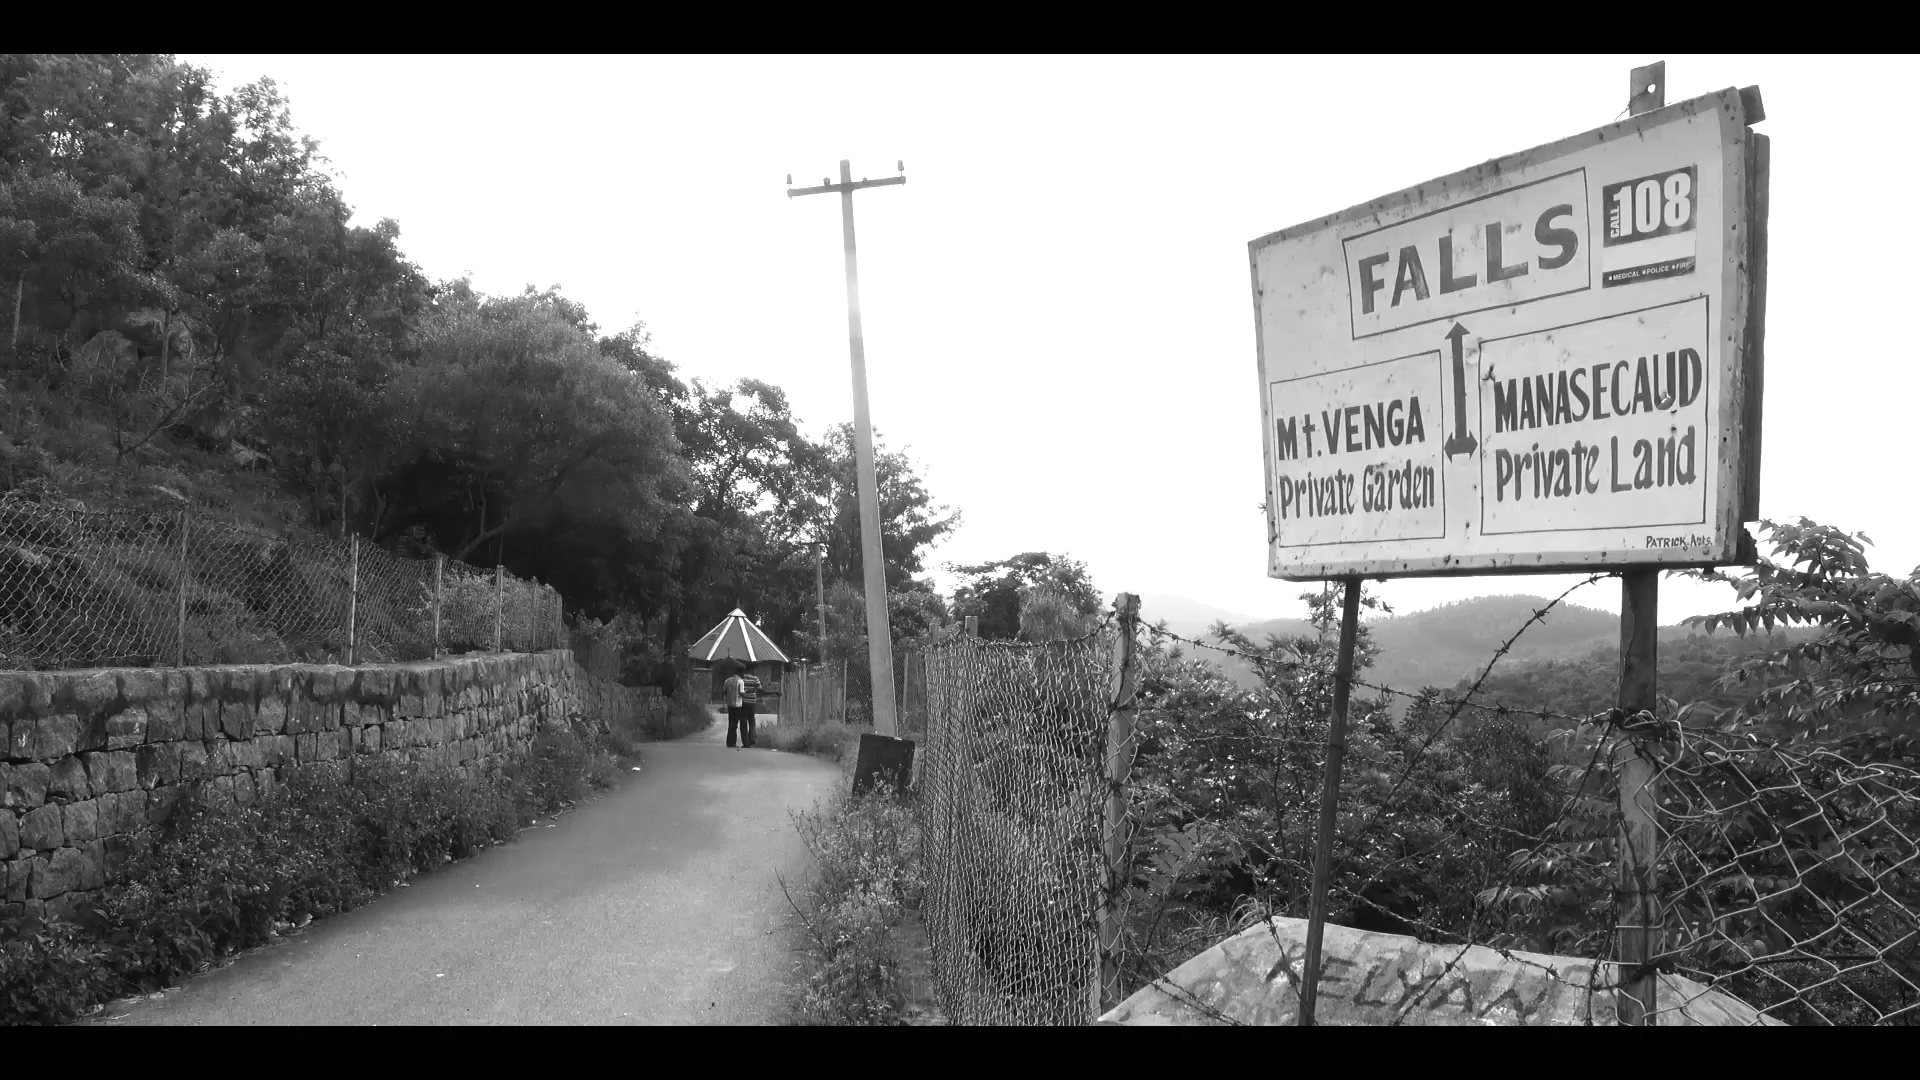 FALLS
CALL 108
• MEDICAL • POLICE • FIRE
Mt. VENGA
Private Garden
MANASECAUD
Private Land
PATRICK. Arts.